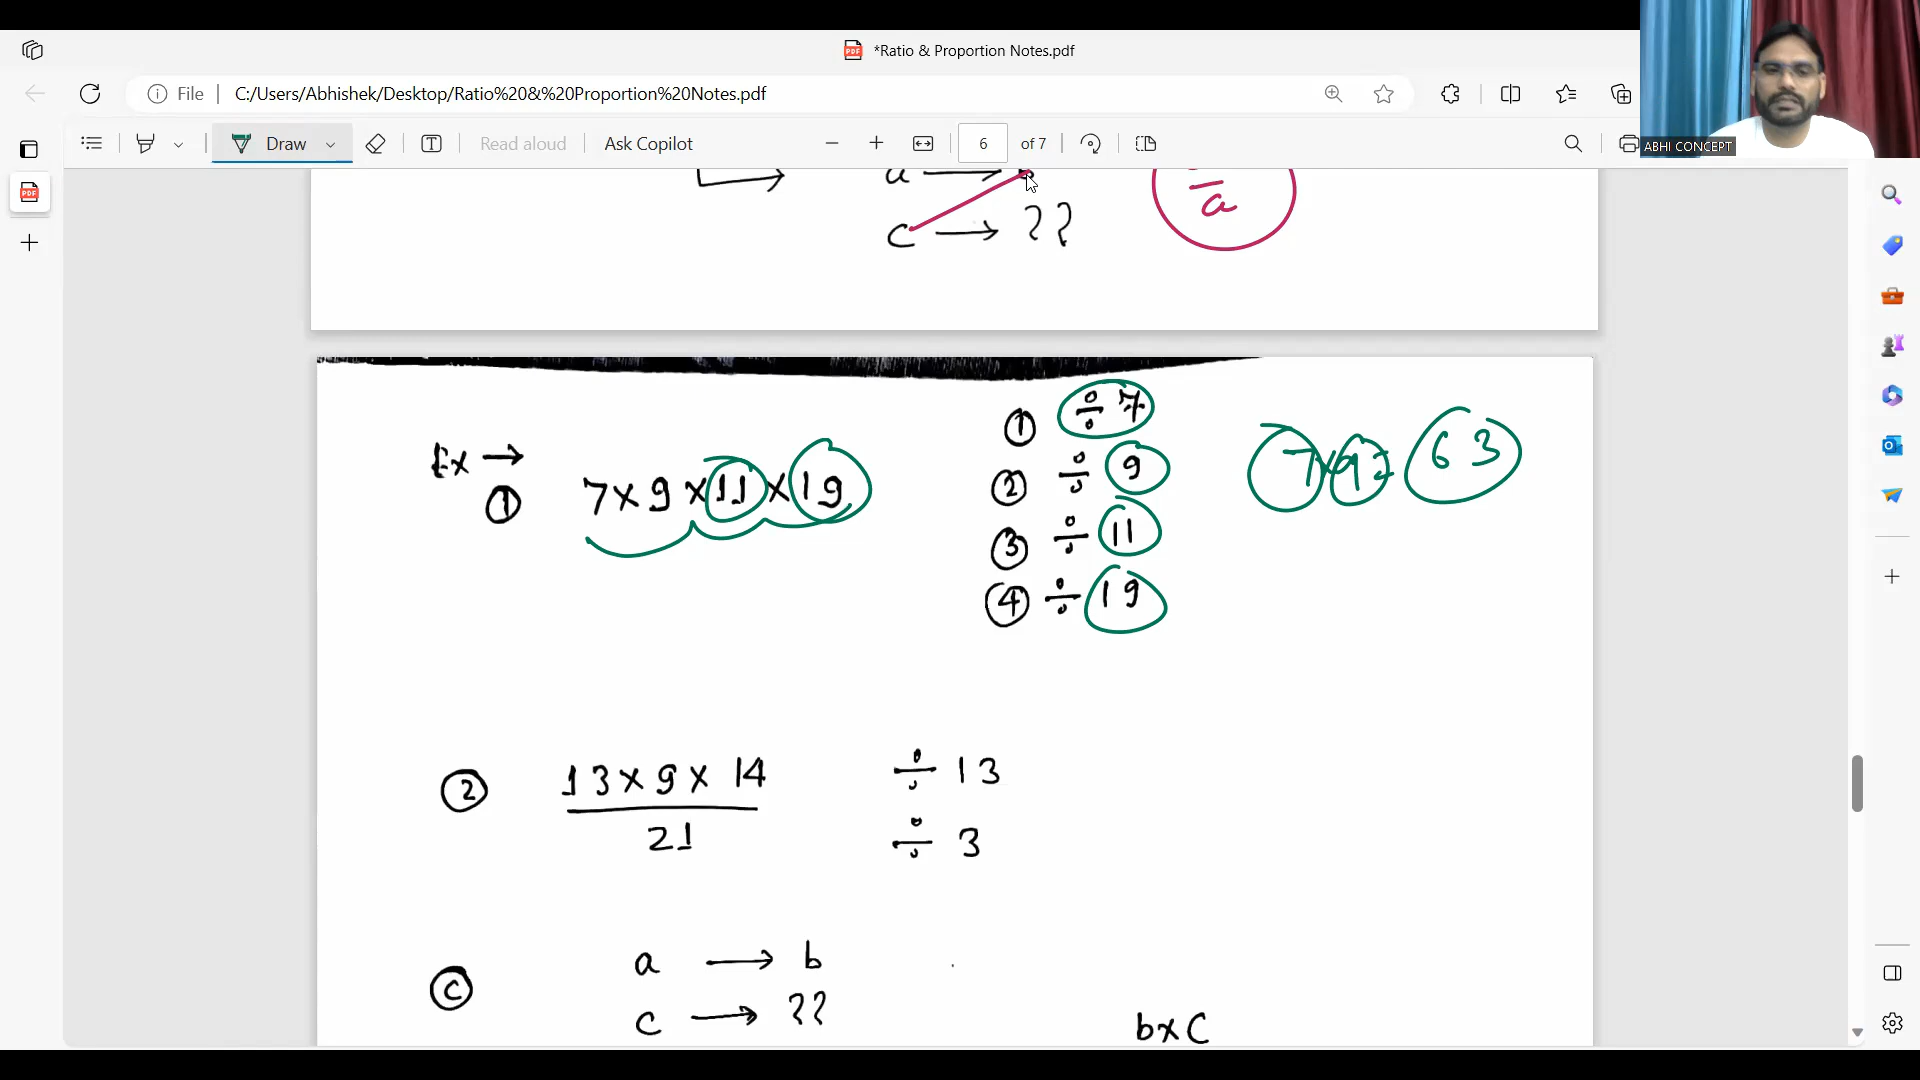 *Ratio & Proportion Notes.pdf
File C:/Users/Abhishek/Desktop/Ratio%20&%20Proportion%20Notes.pdf
Draw Read aloud Ask Copilot 6 of 7
ABHI CONCEPT
a → b
a
c → ??
Ex →
① 7×9×11×19
① ÷ 7
② ÷ 9
③ ÷ 11
④ ÷ 19
7×9= 63
② 13×9×14
21
÷ 13
÷ 3
Ⓒ a → b
c → ??
b×c